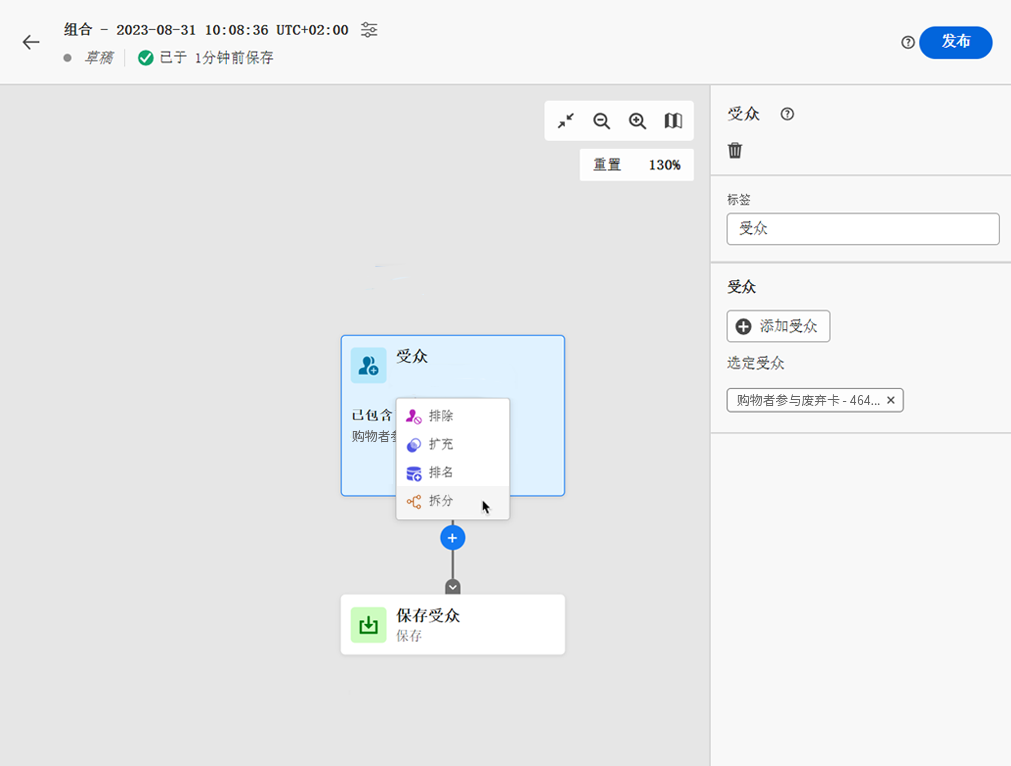 组合 - 2023-08-31 10:08:36 UTC+02:00
草稿 已于 1分钟前保存
发布
重置 130%
受众
标签
受众
受众
添加受众
选定受众
购物者参与废弃卡 - 464...
受众
已包含
购物者参
排除
扩充
排名
拆分
保存受众
保存